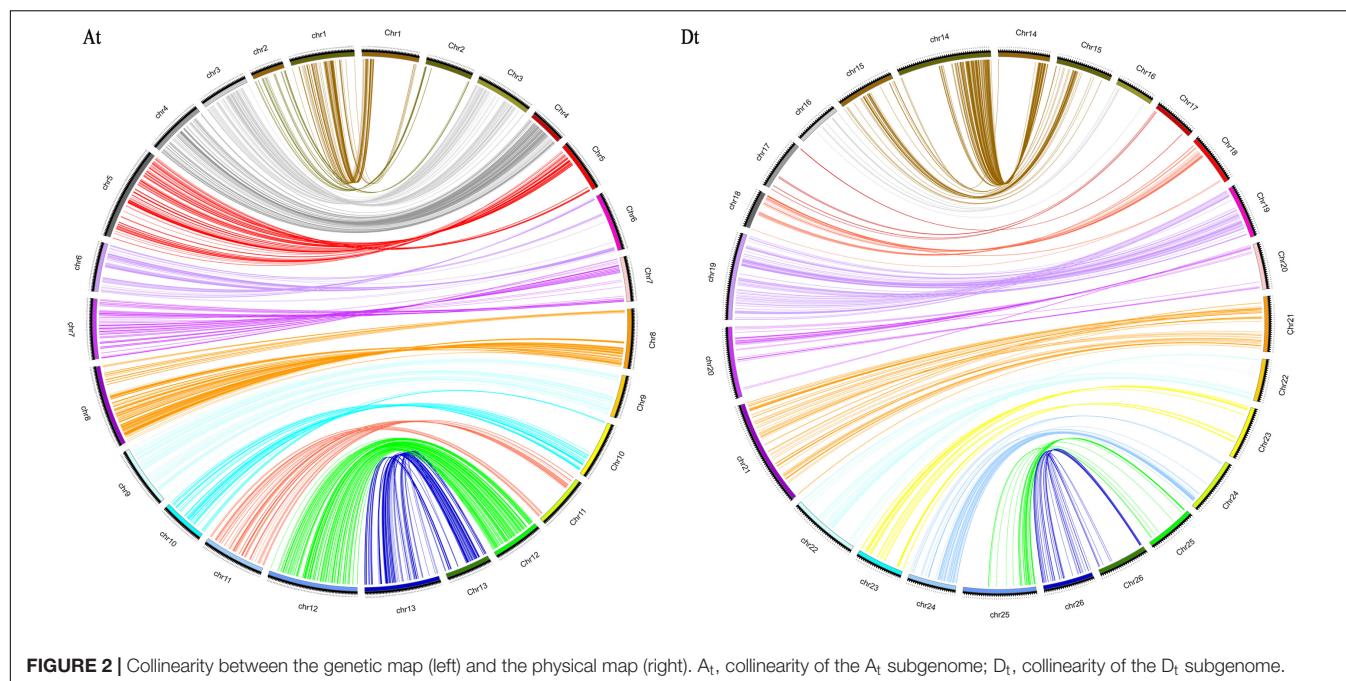 At
Dt
chr1
chr2
chr3
chr4
chr5
chr6
chr7
chr8
chr9
chr10
chr11
chr12
chr13
Chr1
Chr2
Chr3
Chr4
Chr5
Chr6
Chr7
Chr8
Chr9
Chr10
Chr11
Chr12
Chr13
chr14
chr15
chr16
chr17
chr18
chr19
chr20
chr21
chr22
chr23
chr24
chr25
chr26
Chr14
Chr15
Chr16
Chr17
Chr18
Chr19
Chr20
Chr21
Chr22
Chr23
Chr24
Chr25
Chr26
FIGURE 2 | Collinearity between the genetic map (left) and the physical map (right). At, collinearity of the At subgenome; Dt, collinearity of the Dt subgenome.